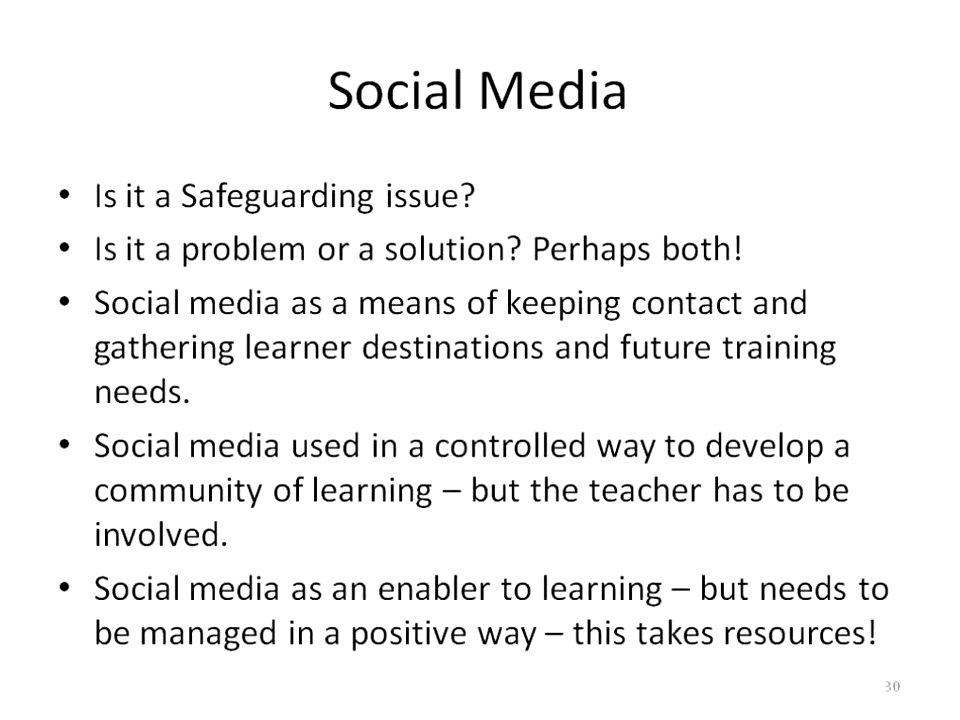 Social Media
• Is it a Safeguarding issue?
• Is it a problem or a solution? Perhaps both!
• Social media as a means of keeping contact and
gathering learner destinations and future training
needs.
• Social media used in a controlled way to develop a
community of learning – but the teacher has to be
involved.
• Social media as an enabler to learning – but needs to
be managed in a positive way – this takes resources!
30